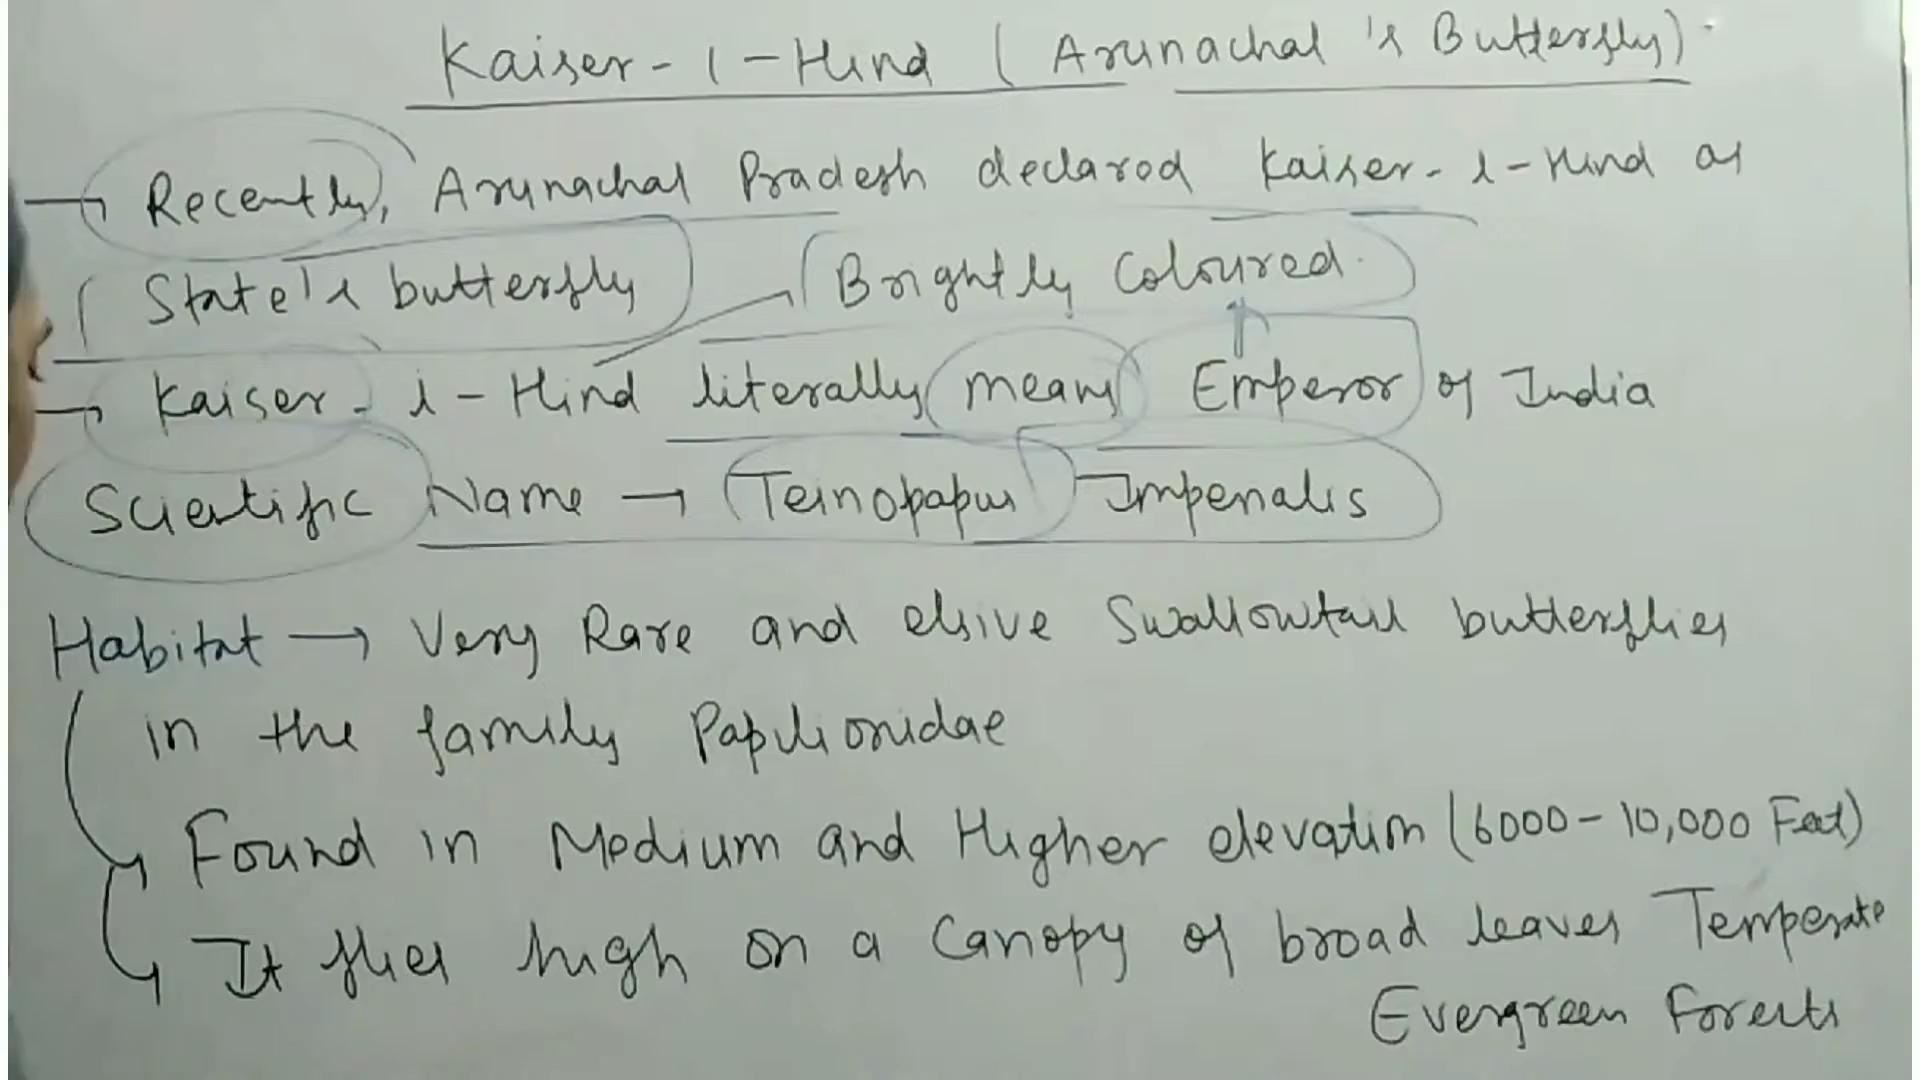 Kaiser-i-Hind (Arunachal's Butterfly)
→ Recently, Arunachal Pradesh declared Kaiser-i-Hind as
State's butterfly Brightly Coloured.
→ Kaiser-i-Hind literally means Emperor of India
Scientific Name → Teinopapus Imperialis
Habitat → Very Rare and elsive Swallowtail butterflies
in the family Papilionidae
Found in Medium and Higher elevation (6000-10,000 Feet)
It flies high on a Canopy of broad leaves Temperate
Evergreen Forests